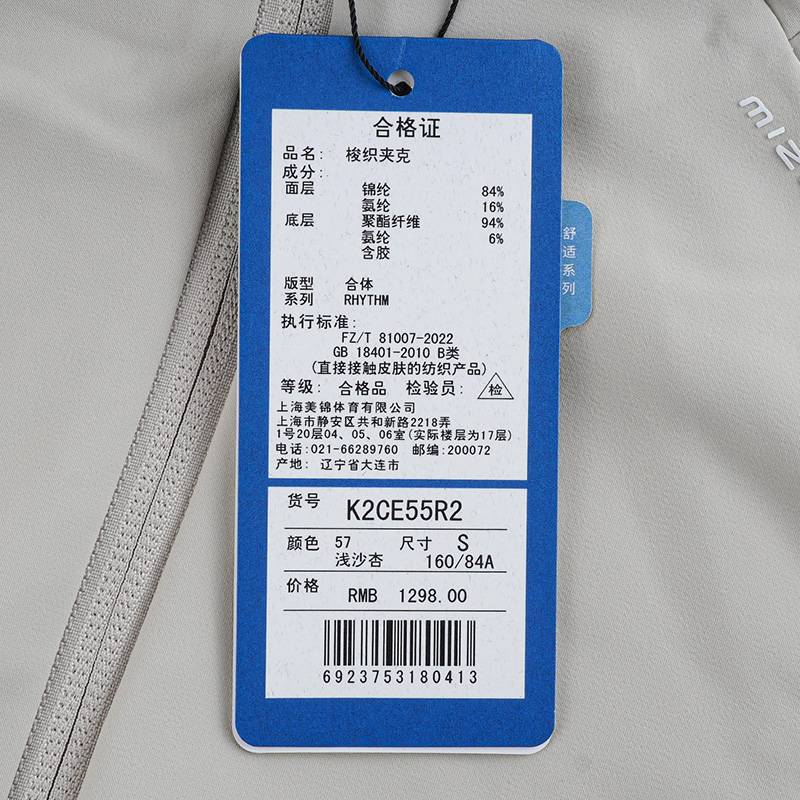 合格证
品名: 梭织夹克
成分:
面层 锦纶 84%
氨纶 16%
底层 聚酯纤维 94%
氨纶 6%
含胶
版型 合体
系列 RHYTHM
执行标准:
FZ/T 81007-2022
GB 18401-2010 B类
(直接接触皮肤的纺织产品)
等级: 合格品 检验员: 检
上海美锦体育有限公司
上海市静安区共和新路2218弄
1号20层04、05、06室(实际楼层为17层)
电话:021-66289760 邮编:200072
产地: 辽宁省大连市
货号 K2CE55R2
颜色 57 尺寸 S
浅沙杏 160/84A
价格 RMB 1298.00
6923753180413
舒适系列
MIZ